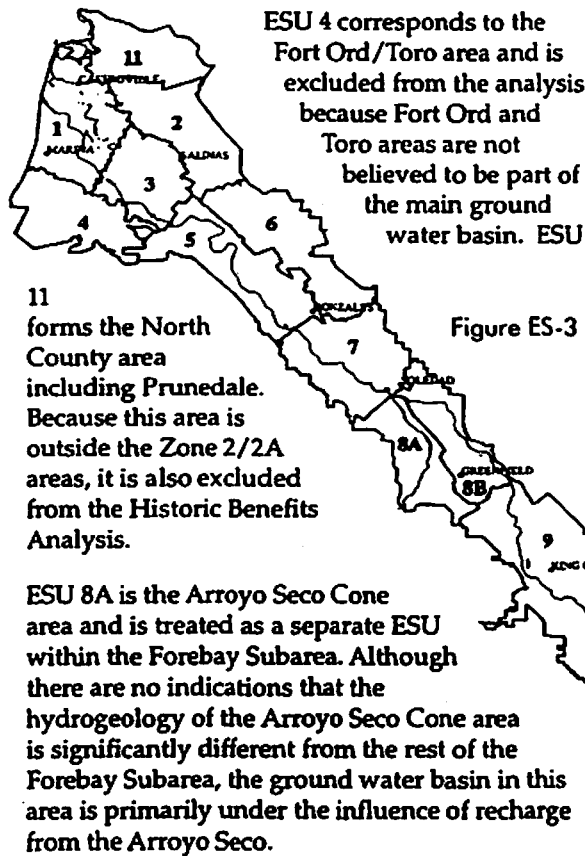 ESU 4 corresponds to the
Fort Ord/Toro area and is
excluded from the analysis
because Fort Ord and
Toro areas are not
believed to be part of
the main ground
water basin. ESU
11
forms the North
County area
including Prunedale.
Because this area is
outside the Zone 2/2A
areas, it is also excluded
from the Historic Benefits
Analysis.
Figure ES-3
ESU 8A is the Arroyo Seco Cone
area and is treated as a separate ESU
within the Forebay Subarea. Although
there are no indications that the
hydrogeology of the Arroyo Seco Cone area
is significantly different from the rest of the
Forebay Subarea, the ground water basin in this
area is primarily under the influence of recharge
from the Arroyo Seco.
11
1
MARINA
2
SALINAS
3
4
5
6
7
8A
GREENFIELD
8B
9
KING